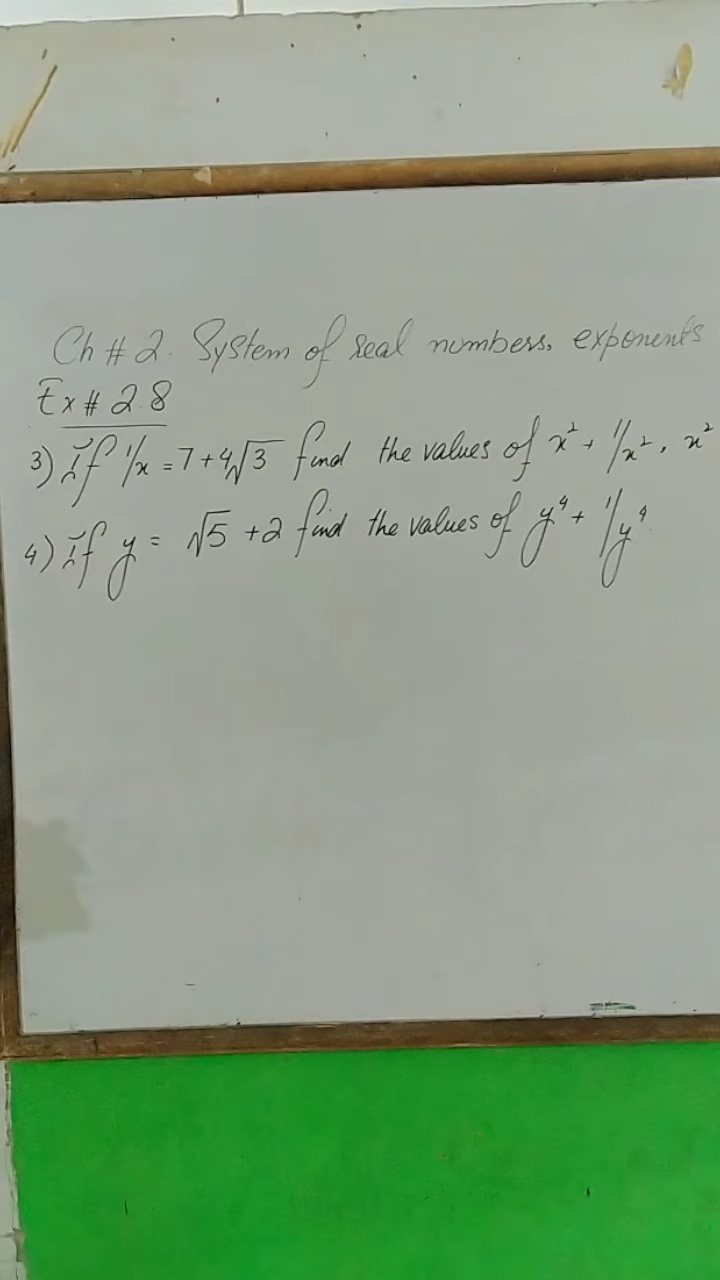 Ch # 2. System of real numbers, exponents
Ex # 2.8
3) If 1/x = 7 + 4√3 find the values of x² + 1/x², x²
4) If y = √5 + 2 find the values of y⁴ + 1/y⁴